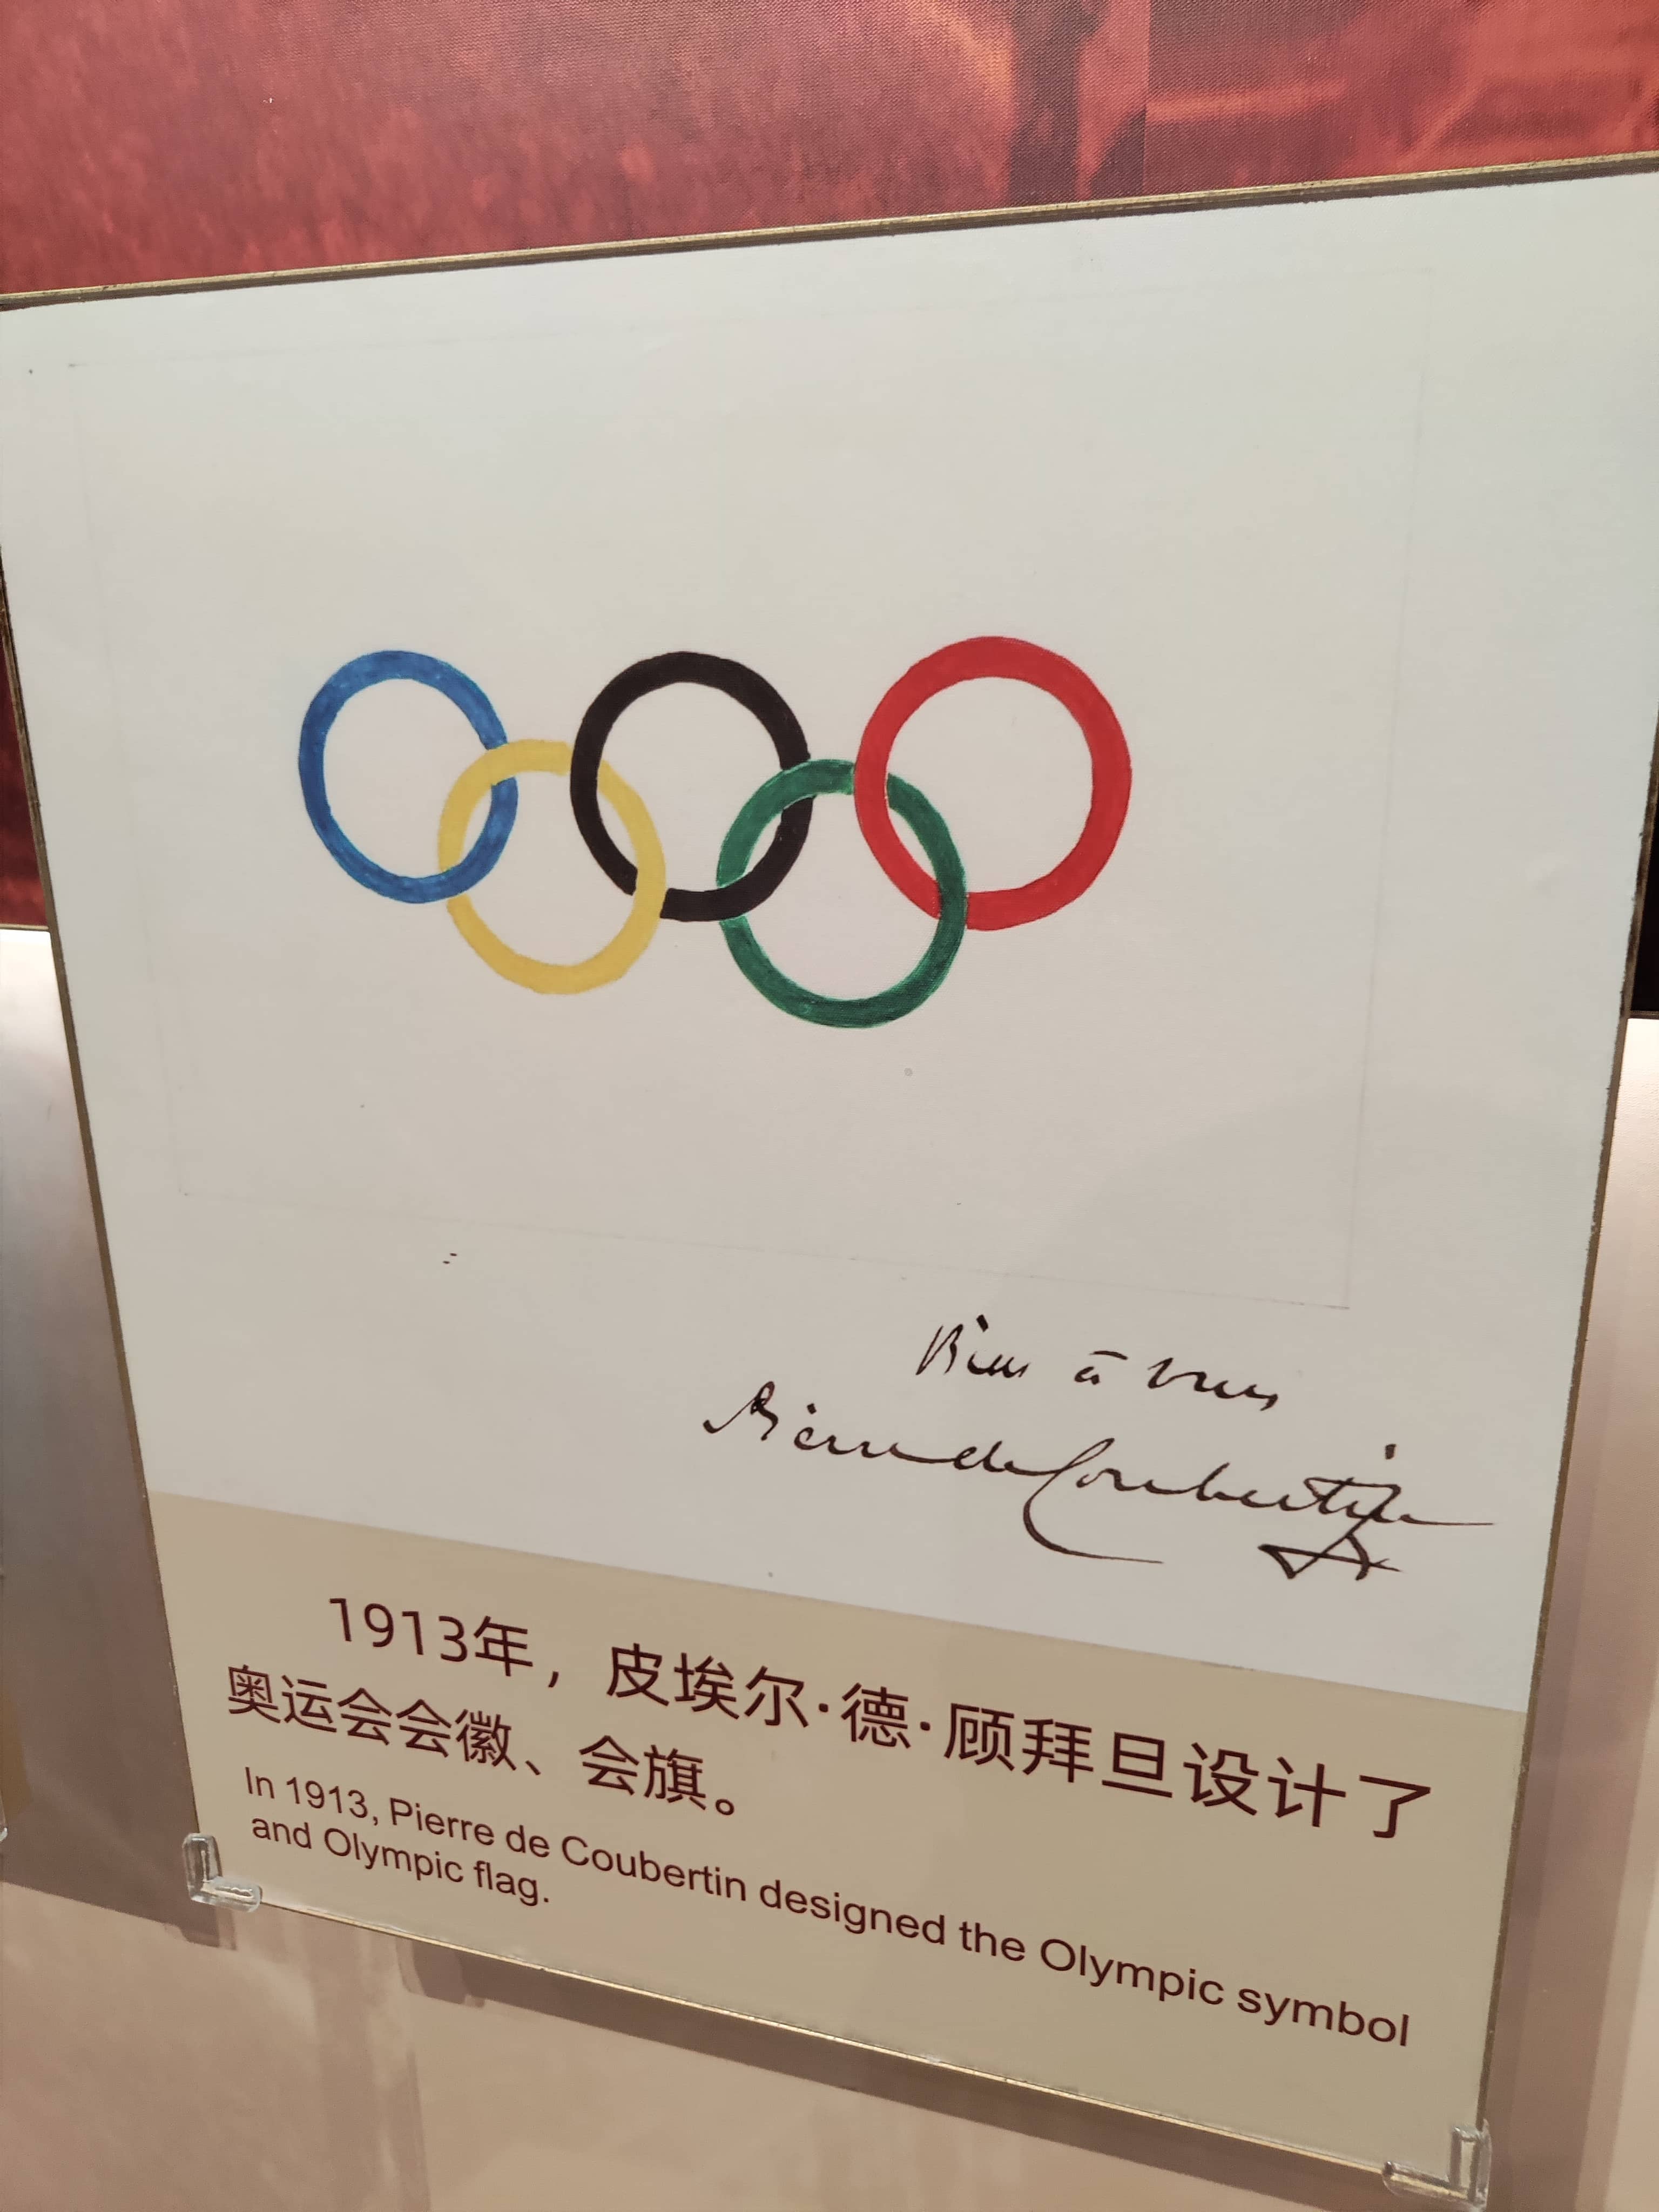 Bien à vous
Pierre de Coubertin
1913年，皮埃尔·德·顾拜旦设计了
奥运会会徽、会旗。
In 1913, Pierre de Coubertin designed the Olympic symbol
and Olympic flag.